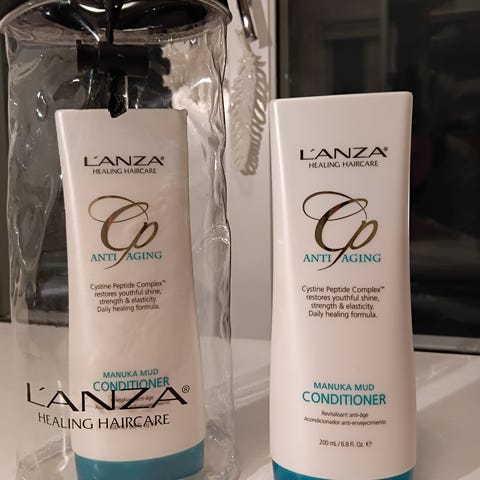 L'ANZA®
HEALING HAIRCARE
Cp
ANTI AGING
Cystine Peptide Complex™
restores youthful shine,
strength & elasticity.
Daily healing formula.
MANUKA MUD
CONDITIONER
L'ANZA®
HEALING HAIRCARE
L'ANZA®
HEALING HAIRCARE
Cp
ANTI AGING
Cystine Peptide Complex™
restores youthful shine,
strength & elasticity.
Daily healing formula.
MANUKA MUD
CONDITIONER
Revitalisant anti-âge
Acondicionador anti-envejecimiento
200 mL / 6.8 Fl. oz. ℮